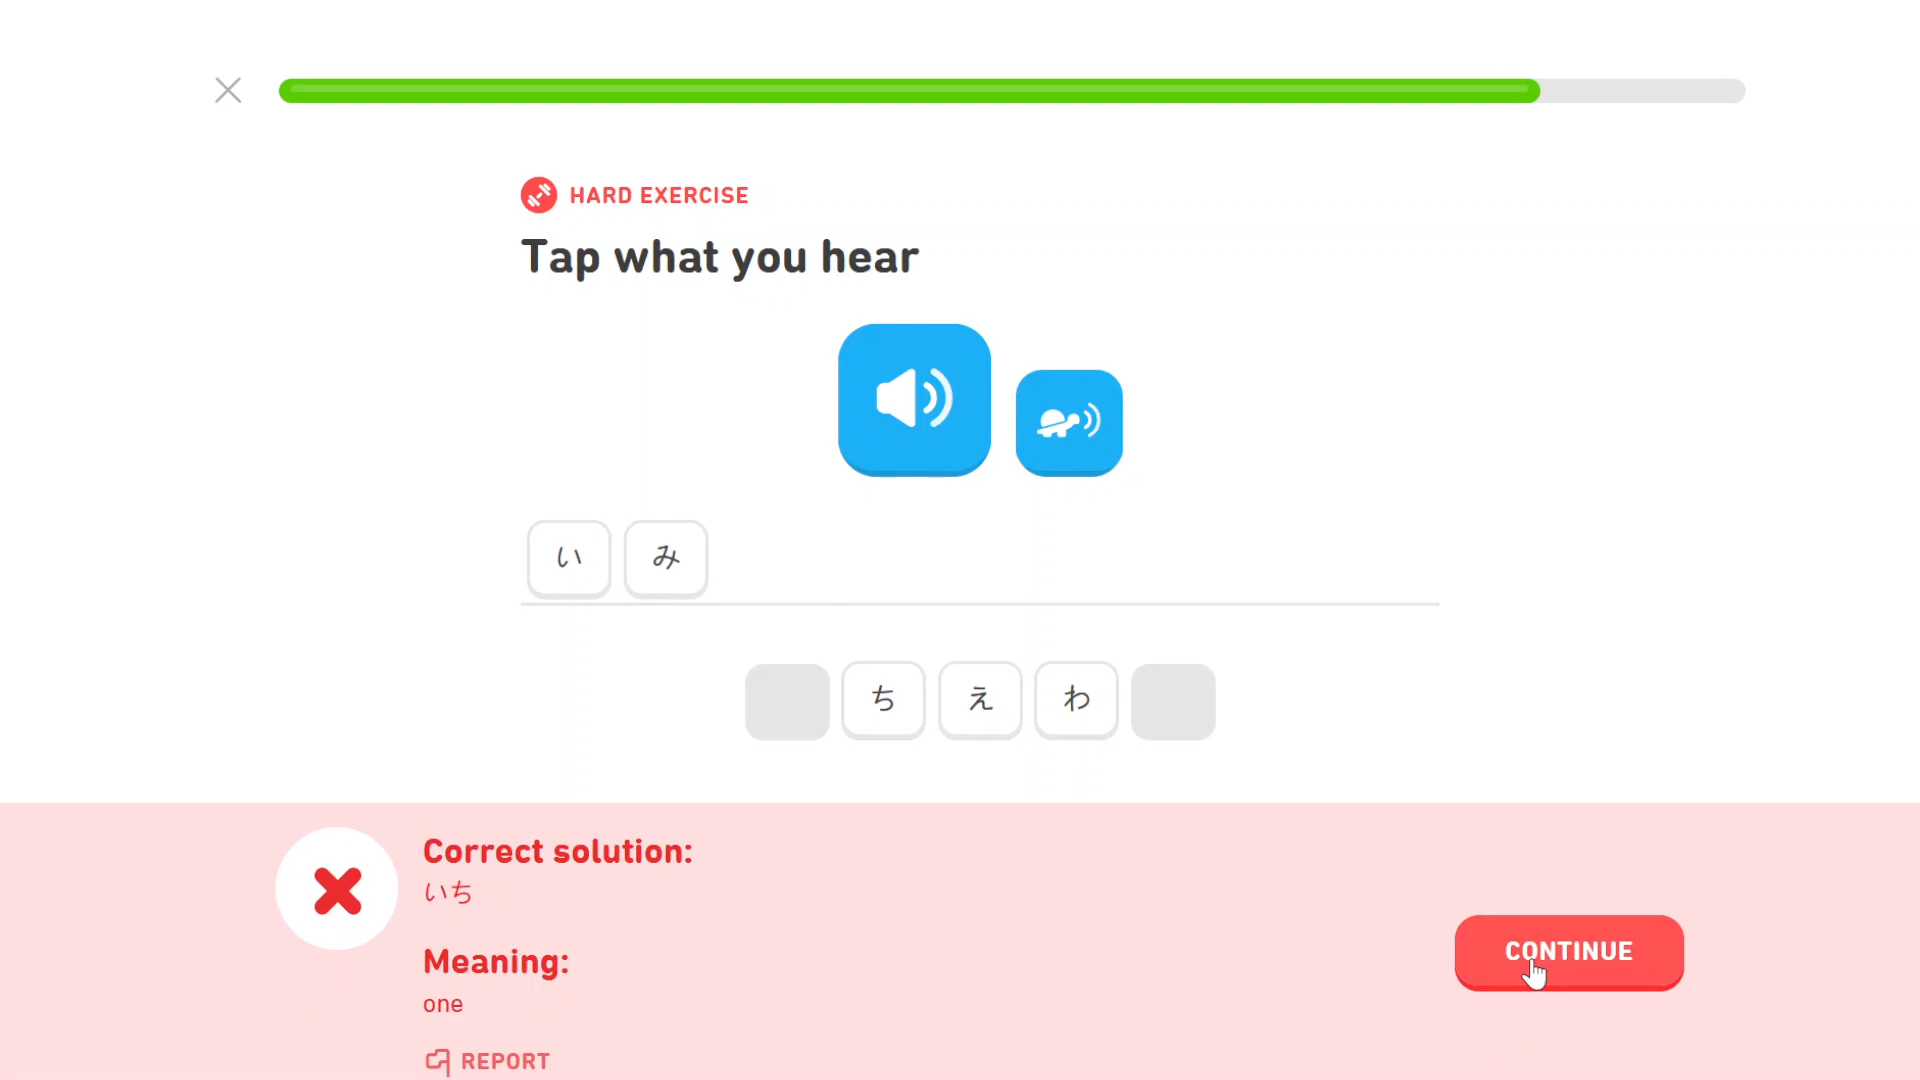 HARD EXERCISE
Tap what you hear
い み
ち え わ
Correct solution:
いち
Meaning:
one
CONTINUE
REPORT